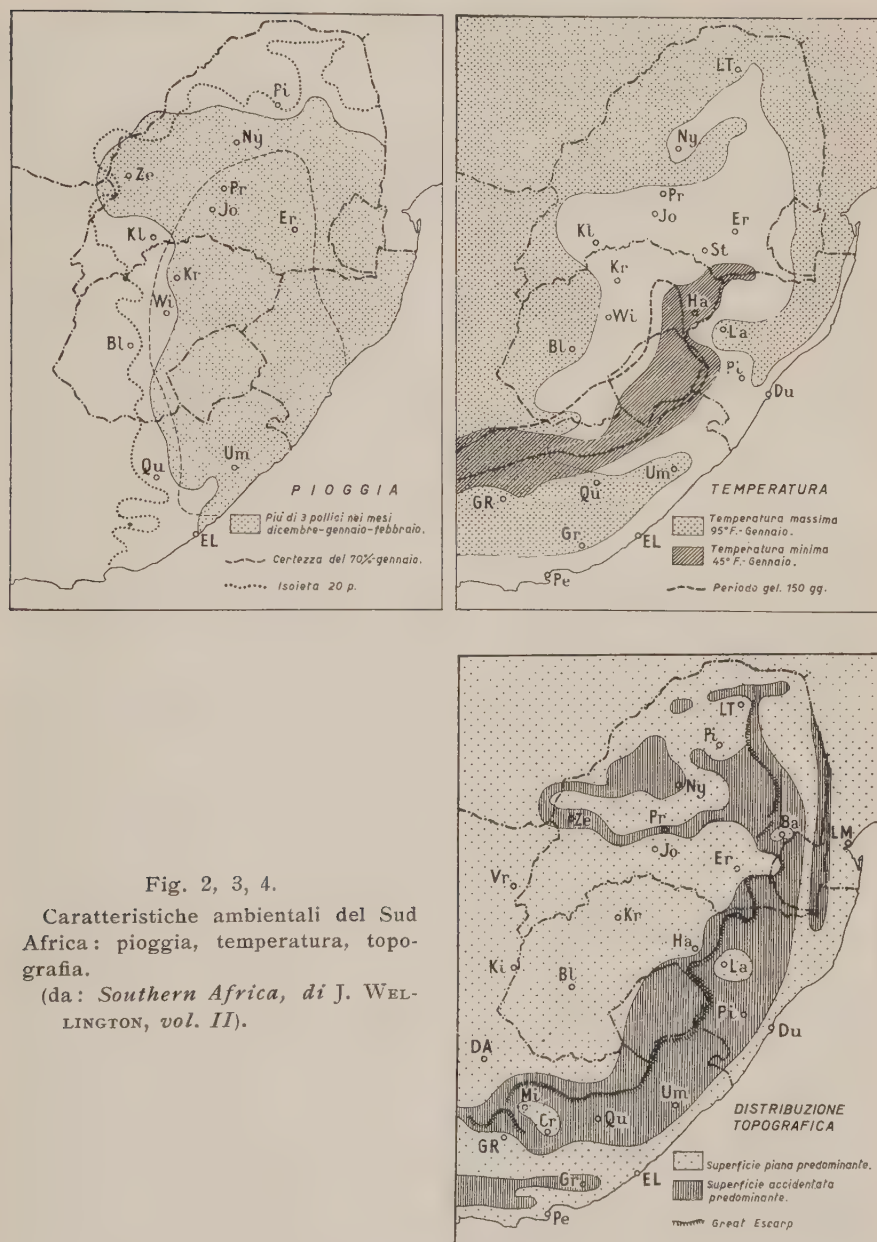 Pi
Ny
Ze
Pr
Jo
Er
Kl
Kr
Wi
Bl
Qu
Um
EL
PIOGGIA
Più di 3 pollici nei mesi
dicembre-gennaio-febbraio.
Certezza del 70%-gennaio.
Isoieta 20 p.
LT
Ny
Pr
Jo
Er
Kl
St
Kr
Ha
Wi
La
Bl
Pi
Du
Um
Qu
GR
Gr
EL
Pe
TEMPERATURA
Temperatura massima
95° F.- Gennaio.
Temperatura minima
45° F.- Gennaio
Periodo gel. 150 gg.
Fig. 2, 3, 4.
Caratteristiche ambientali del Sud
Africa: pioggia, temperatura, topo-
grafia.
(da: Southern Africa, di J. WEL-
LINGTON, vol. II).
LT
Pi
Ny
Ze
Pr
Ba
LM
Jo
Er
Vr
Kr
Ha
Ki
Bl
La
Pi
Du
DA
Mi
Cr
Um
Qu
GR
Gr
EL
Pe
DISTRIBUZIONE
TOPOGRAFICA
Superficie piana predominante.
Superficie accidentata
predominante.
Great Escarp